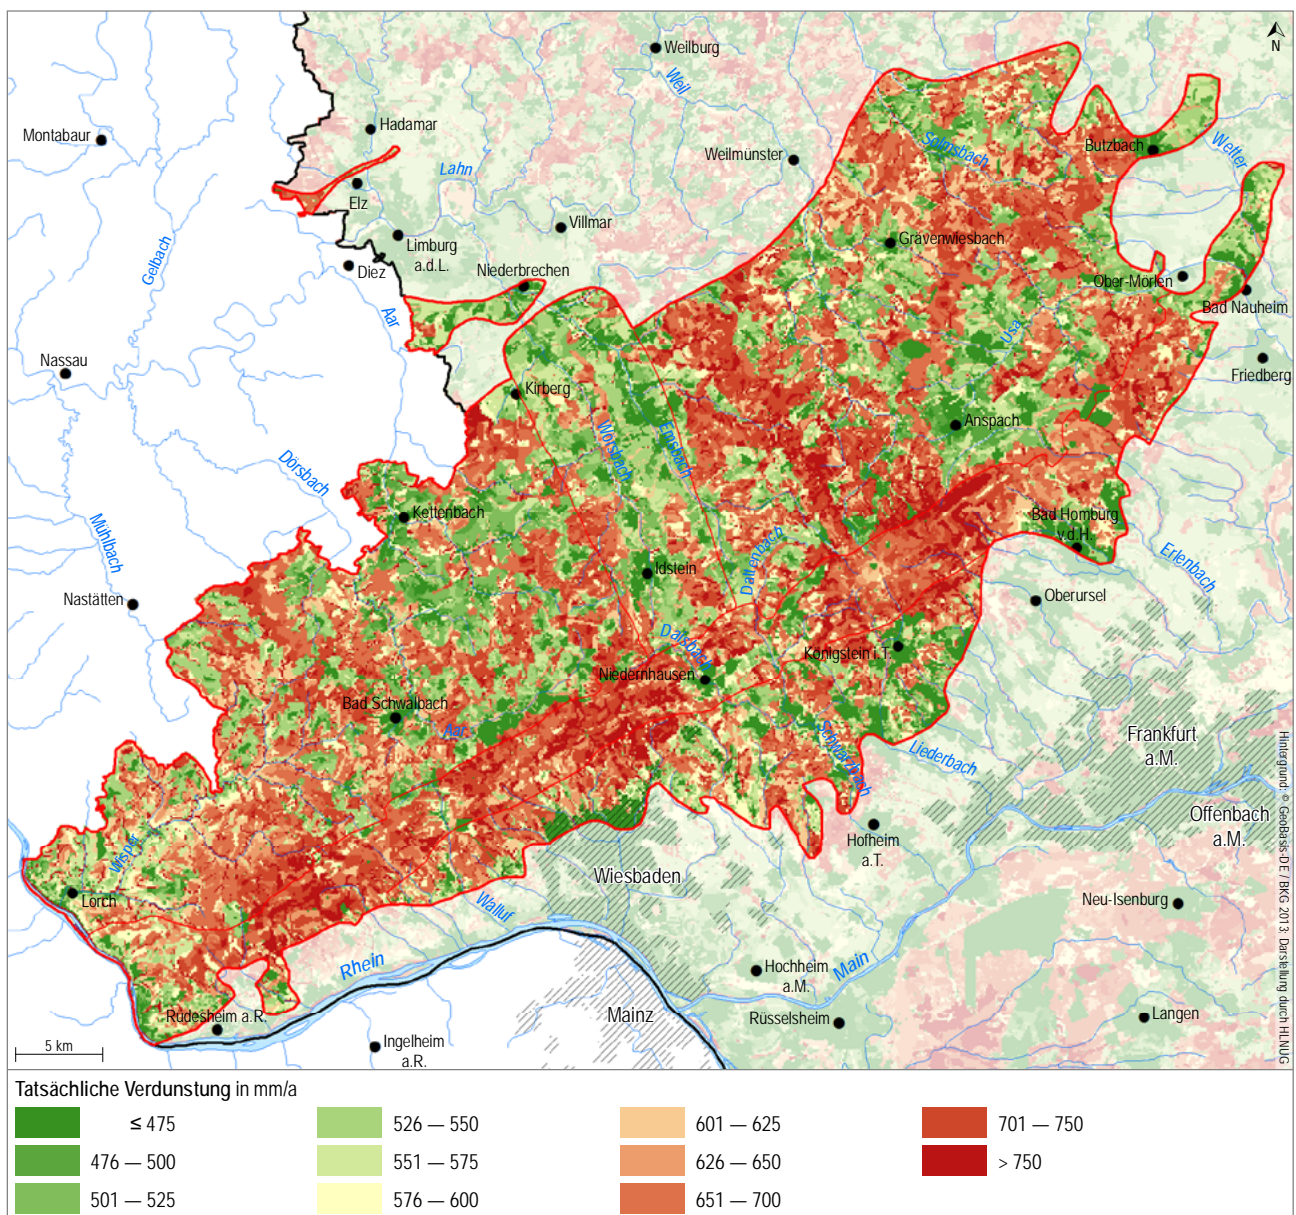 N
Weilburg
Weil
Montabaur
Hadamar
Solmsbach
Butzbach
Wetter
Weilmünster
Lahn
Elz
Villmar
Gelbach
Limburg
a.d.L.
Grävenwiesbach
Diez
Niederbrechen
Ober-Mörlen
Bad Nauheim
Aar
Usa
Nassau
Friedberg
Kirberg
Anspach
Wörsbach
Emsbach
Dörsbach
Kettenbach
Bad Homburg
v.d.H.
Mühlbach
Dattenbach
Erlenbach
Idstein
Nastätten
Oberursel
Daisbach
Königstein i.T.
Niedernhausen
Bad Schwalbach
Aar
Schwarzbach
Liederbach
Frankfurt
a.M.
Offenbach
a.M.
Hofheim
a.T.
Wisper
Wiesbaden
Lorch
Neu-Isenburg
Walluf
Rhein
Main
Hochheim
a.M.
Rüdesheim a.R.
Mainz
Rüsselsheim
Langen
Ingelheim
a.R.
5 km
Hintergrund: © GeoBasis-DE / BKG 2013; Darstellung durch HLNUG
Tatsächliche Verdunstung in mm/a
≤ 475
476 — 500
501 — 525
526 — 550
551 — 575
576 — 600
601 — 625
626 — 650
651 — 700
701 — 750
> 750